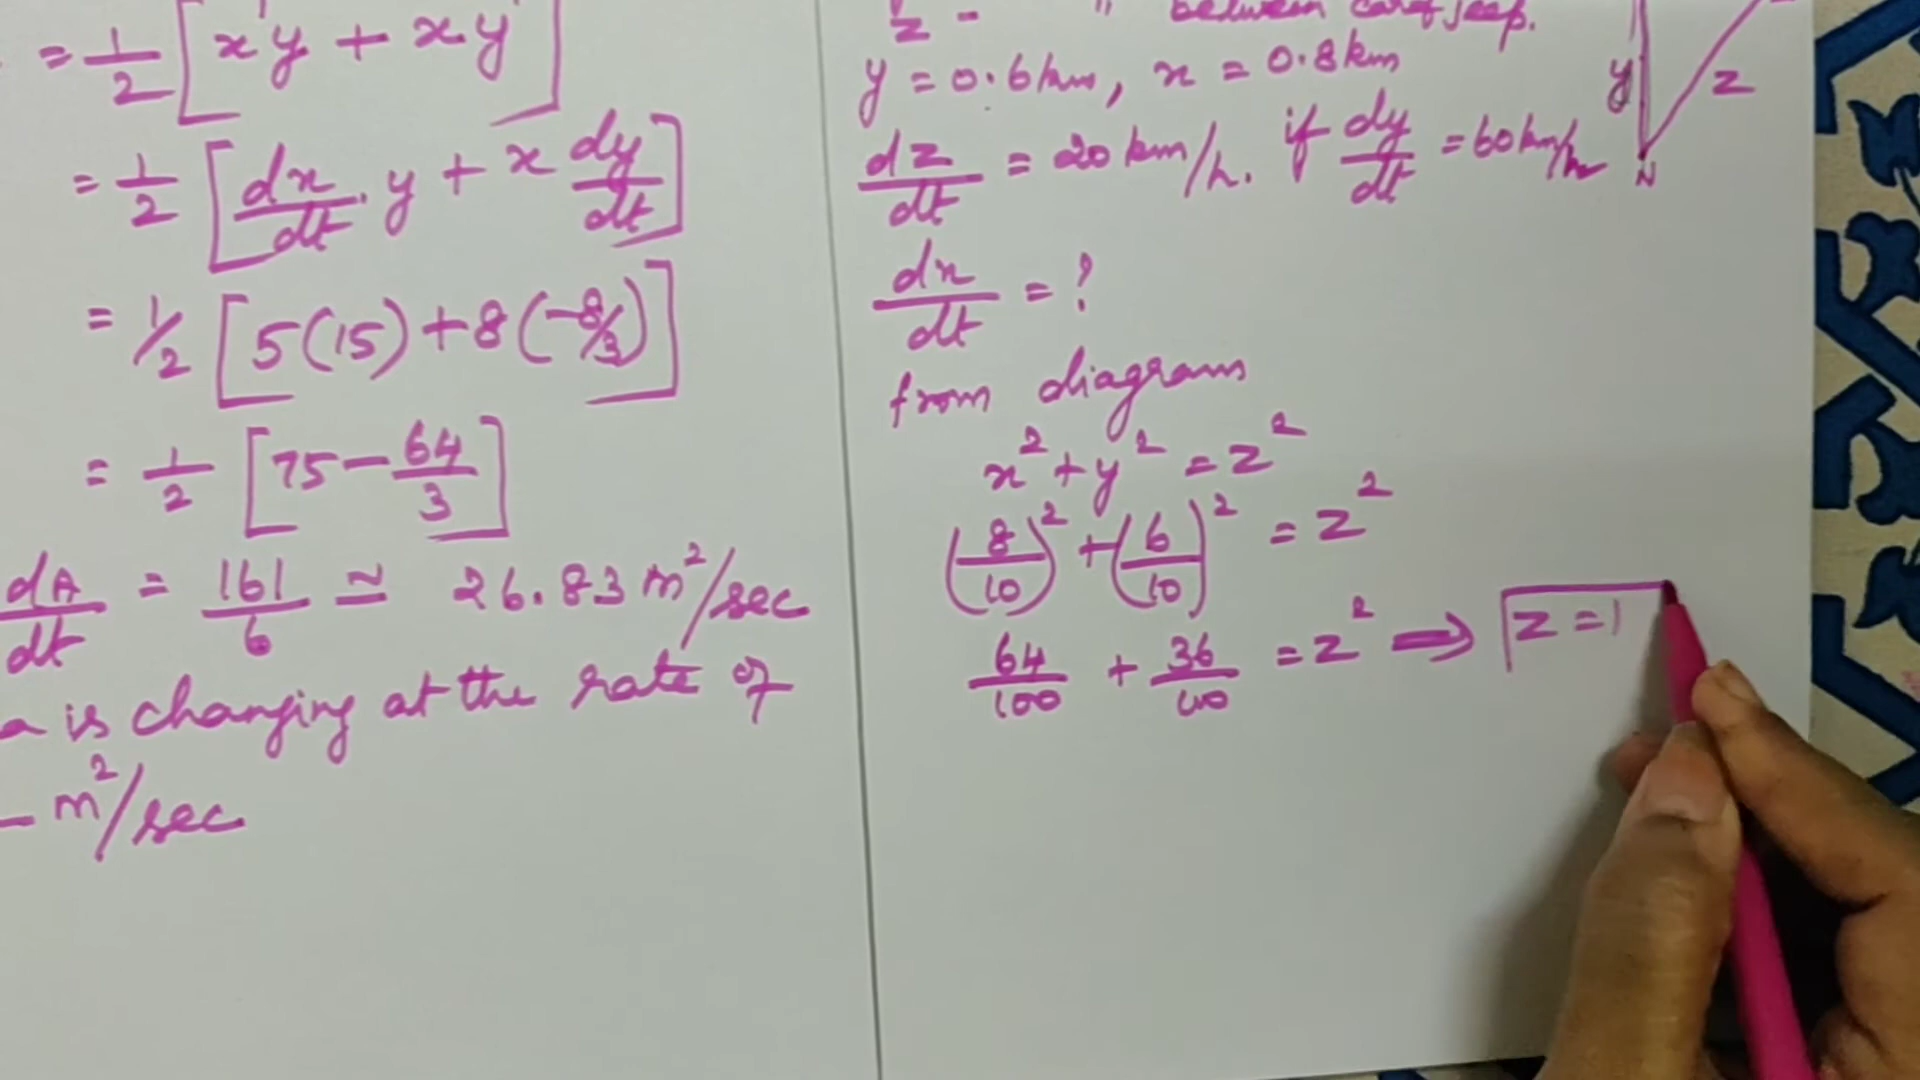 = 1/2 [x'y + xy']
= 1/2 [dx/dt . y + x dy/dt]
= 1/2 [5(15) + 8(-8/3)]
= 1/2 [75 - 64/3]
dA/dt = 161/6 ≃ 26.83 m²/sec
a is changing at the rate of
m²/sec
z - " between car & jeep.
y = 0.6 km, x = 0.8 km
dz/dt = 20 km/h. if dy/dt = 60 km/h
dx/dt = ?
from diagram
x² + y² = z²
(8/10)² + (6/10)² = z²
64/100 + 36/100 = z² ⇒ z = 1
y
z
N